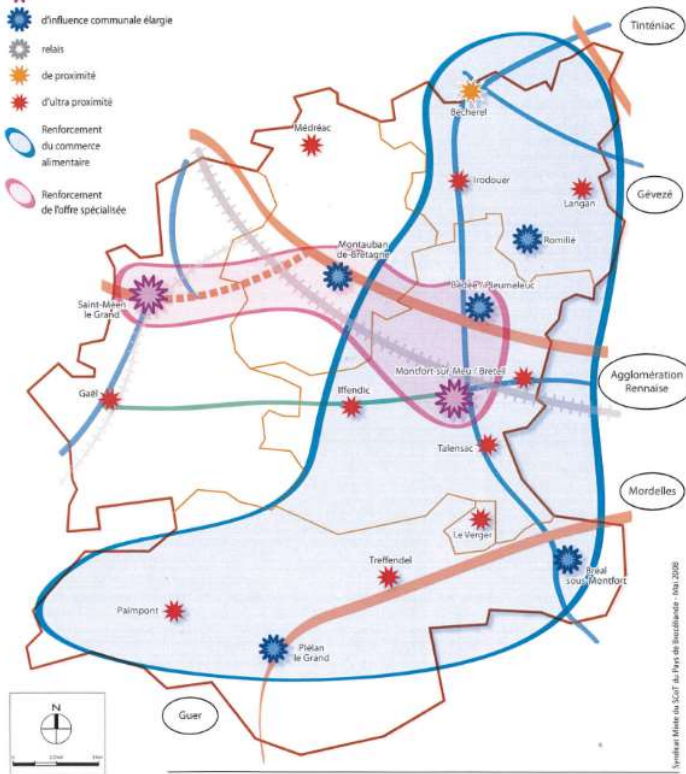 d'influence communale élargie
relais
de proximité
d'ultra proximité
Renforcement
du commerce
alimentaire
Renforcement
de l'offre spécialisée
Tinténiac
Bécherel
Médréac
Irodouer
Langan
Gévezé
Romillé
Montauban
de-Bretagne
Bédée / Pleumeleuc
Saint-Méen
le Grand
Montfort-sur-Meu / Breteil
Agglomération
Rennaise
Gaël
Iffendic
Talensac
Mordelles
Le Verger
Treffendel
Bréal
sous-Montfort
Paimpont
Plélan
le Grand
Guer
N
Syndicat Mixte du SCoT du Pays de Brocéliande - Mai 2008